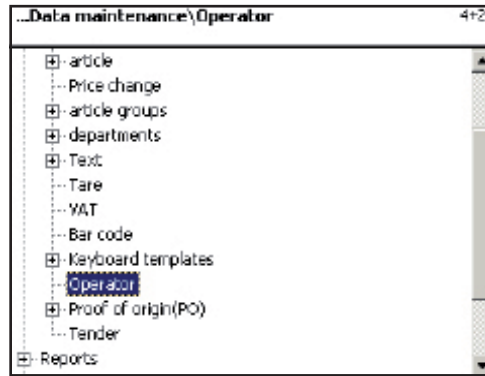 ...Data maintenance\Operator 4+2
article
Price change
article groups
departments
Text
Tare
VAT
Bar code
Keyboard templates
Operator
Proof of origin(PO)
Tender
Reports